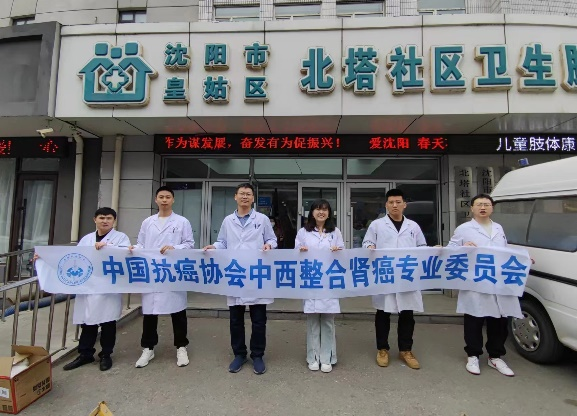 沈阳市
皇姑区
北塔社区卫生服
作为谋发展，奋发有为促振兴！ 爱沈阳 春天
儿童肢体康
中国抗癌协会中西整合肾癌专业委员会